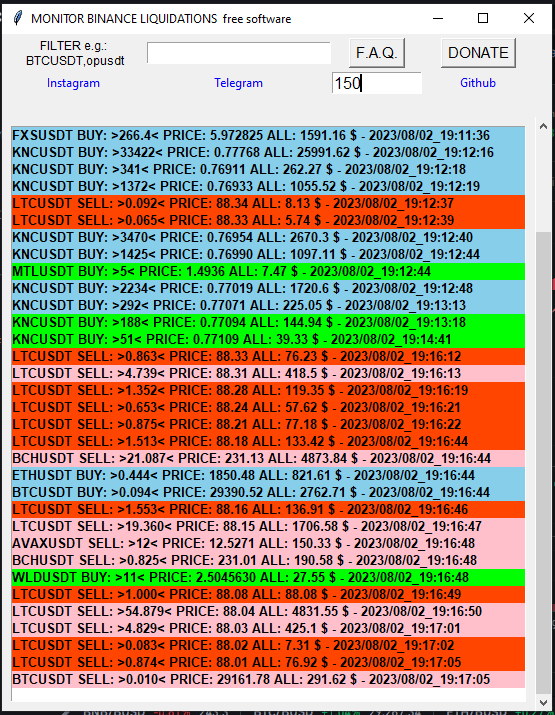 MONITOR BINANCE LIQUIDATIONS free software
FILTER e.g.:
BTCUSDT,opusdt
F.A.Q.
DONATE
Instagram
Telegram
150
Github
FXSUSDT BUY: >266.4< PRICE: 5.972825 ALL: 1591.16 $ - 2023/08/02_19:11:36
KNCUSDT BUY: >33422< PRICE: 0.77768 ALL: 25991.62 $ - 2023/08/02_19:12:16
KNCUSDT BUY: >341< PRICE: 0.76911 ALL: 262.27 $ - 2023/08/02_19:12:18
KNCUSDT BUY: >1372< PRICE: 0.76933 ALL: 1055.52 $ - 2023/08/02_19:12:19
LTCUSDT SELL: >0.092< PRICE: 88.34 ALL: 8.13 $ - 2023/08/02_19:12:37
LTCUSDT SELL: >0.065< PRICE: 88.33 ALL: 5.74 $ - 2023/08/02_19:12:39
KNCUSDT BUY: >3470< PRICE: 0.76954 ALL: 2670.3 $ - 2023/08/02_19:12:40
KNCUSDT BUY: >1425< PRICE: 0.76990 ALL: 1097.11 $ - 2023/08/02_19:12:44
MTLUSDT BUY: >5< PRICE: 1.4936 ALL: 7.47 $ - 2023/08/02_19:12:44
KNCUSDT BUY: >2234< PRICE: 0.77019 ALL: 1720.6 $ - 2023/08/02_19:12:48
KNCUSDT BUY: >292< PRICE: 0.77071 ALL: 225.05 $ - 2023/08/02_19:13:13
KNCUSDT BUY: >188< PRICE: 0.77094 ALL: 144.94 $ - 2023/08/02_19:13:18
KNCUSDT BUY: >51< PRICE: 0.77109 ALL: 39.33 $ - 2023/08/02_19:14:41
LTCUSDT SELL: >0.863< PRICE: 88.33 ALL: 76.23 $ - 2023/08/02_19:16:12
LTCUSDT SELL: >4.739< PRICE: 88.31 ALL: 418.5 $ - 2023/08/02_19:16:13
LTCUSDT SELL: >1.352< PRICE: 88.28 ALL: 119.35 $ - 2023/08/02_19:16:19
LTCUSDT SELL: >0.653< PRICE: 88.24 ALL: 57.62 $ - 2023/08/02_19:16:21
LTCUSDT SELL: >0.875< PRICE: 88.21 ALL: 77.18 $ - 2023/08/02_19:16:22
LTCUSDT SELL: >1.513< PRICE: 88.18 ALL: 133.42 $ - 2023/08/02_19:16:44
BCHUSDT SELL: >21.087< PRICE: 231.13 ALL: 4873.84 $ - 2023/08/02_19:16:44
ETHUSDT BUY: >0.444< PRICE: 1850.48 ALL: 821.61 $ - 2023/08/02_19:16:44
BTCUSDT BUY: >0.094< PRICE: 29390.52 ALL: 2762.71 $ - 2023/08/02_19:16:44
LTCUSDT SELL: >1.553< PRICE: 88.16 ALL: 136.91 $ - 2023/08/02_19:16:46
LTCUSDT SELL: >19.360< PRICE: 88.15 ALL: 1706.58 $ - 2023/08/02_19:16:47
AVAXUSDT SELL: >12< PRICE: 12.5271 ALL: 150.33 $ - 2023/08/02_19:16:48
BCHUSDT SELL: >0.825< PRICE: 231.01 ALL: 190.58 $ - 2023/08/02_19:16:48
WLDUSDT BUY: >11< PRICE: 2.5045630 ALL: 27.55 $ - 2023/08/02_19:16:48
LTCUSDT SELL: >1.000< PRICE: 88.08 ALL: 88.08 $ - 2023/08/02_19:16:49
LTCUSDT SELL: >54.879< PRICE: 88.04 ALL: 4831.55 $ - 2023/08/02_19:16:50
LTCUSDT SELL: >4.829< PRICE: 88.03 ALL: 425.1 $ - 2023/08/02_19:17:01
LTCUSDT SELL: >0.083< PRICE: 88.02 ALL: 7.31 $ - 2023/08/02_19:17:02
LTCUSDT SELL: >0.874< PRICE: 88.01 ALL: 76.92 $ - 2023/08/02_19:17:05
BTCUSDT SELL: >0.010< PRICE: 29161.78 ALL: 291.62 $ - 2023/08/02_19:17:05